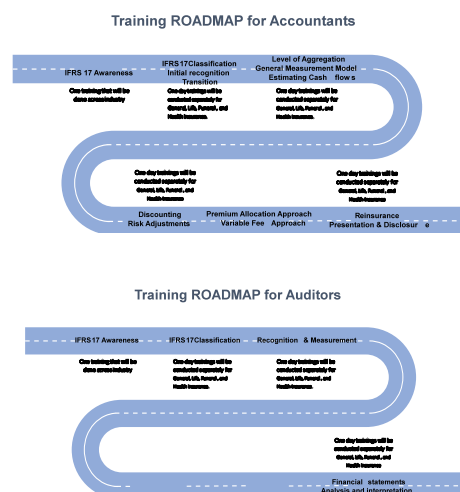 Training ROADMAP for Accountants
IFRS 17 Awareness
One training that will be
done across industry
IFRS17Classification
Initial recognition
Transition
One day trainings will be
conducted separately for
General, Life, Funeral , and
Health Insurance.
Level of Aggregation
General Measurement Model
Estimating Cash flows
One day trainings will be
conducted separately for
General, Life, Funeral , and
Health Insurance.
One day trainings will be
conducted separately for
General, Life, Funeral , and
Health Insurance
Discounting
Risk Adjustments
Premium Allocation Approach
Variable Fee Approach
One day trainings will be
conducted separately for
General, Life, Funeral , and
Health Insurance
Reinsurance
Presentation & Disclosur e
Training ROADMAP for Auditors
IFRS17 Awareness
One training that will be
done across industry
IFRS17Classification
One day trainings will be
conducted separately for
General, Life, Funeral , and
Health Insurance.
Recognition & Measurement
One day trainings will be
conducted separately for
General, Life, Funeral , and
Health Insurance.
One day trainings will be
conducted separately for
General, Life, Funeral , and
Health Insurance
Financial statements
Analysis and interpretation